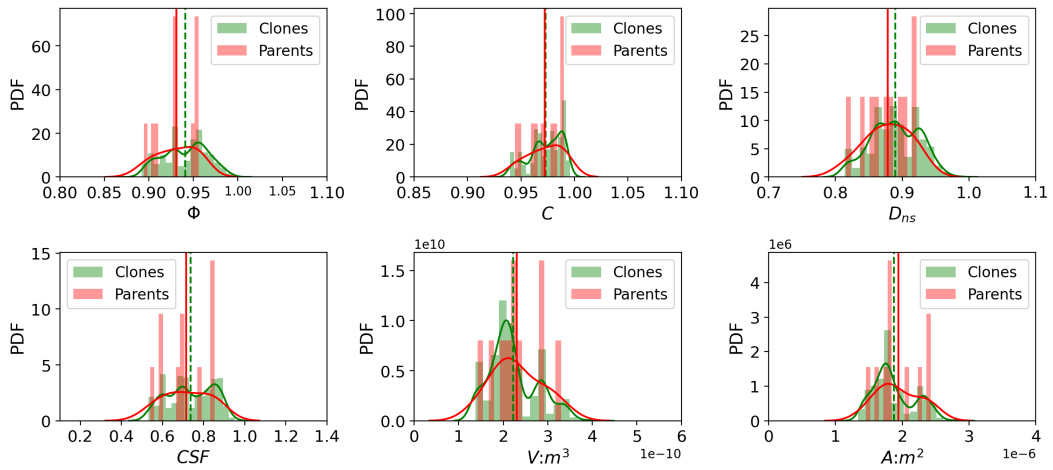 PDF
60
40
20
0
Clones
Parents
0.80
0.85
0.90
0.95
1.00
1.05
1.10
Φ
PDF
100
80
60
40
20
0
Clones
Parents
0.85
0.90
0.95
1.00
1.05
1.10
C
PDF
25
20
15
10
5
0
Clones
Parents
0.7
0.8
0.9
1.0
1.1
D_ns
PDF
15
10
5
0
Clones
Parents
0.2
0.4
0.6
0.8
1.0
1.2
1.4
CSF
1e10
PDF
1.5
1.0
0.5
0.0
Clones
Parents
0
1
2
3
4
5
6
V:m³
1e-10
1e6
PDF
4
3
2
1
0
Clones
Parents
0
1
2
3
4
A:m²
1e-6